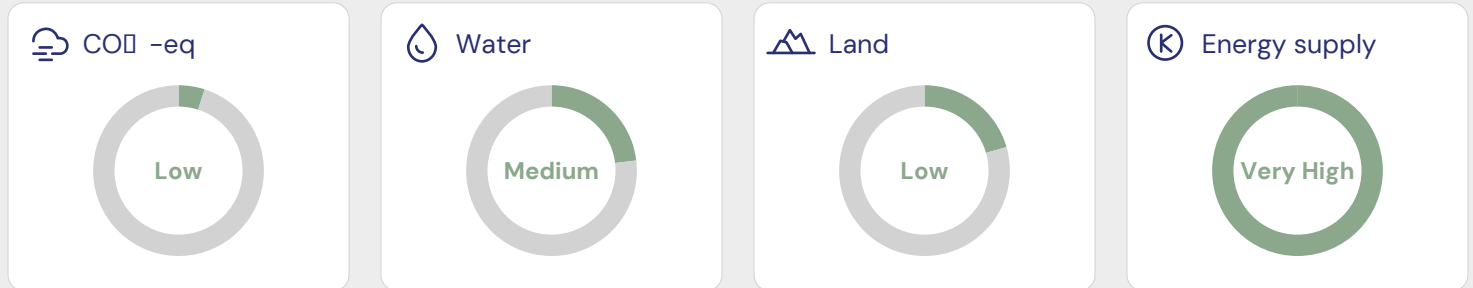 CO▯ -eq
Low
Water
Medium
Land
Low
Energy supply
Very High